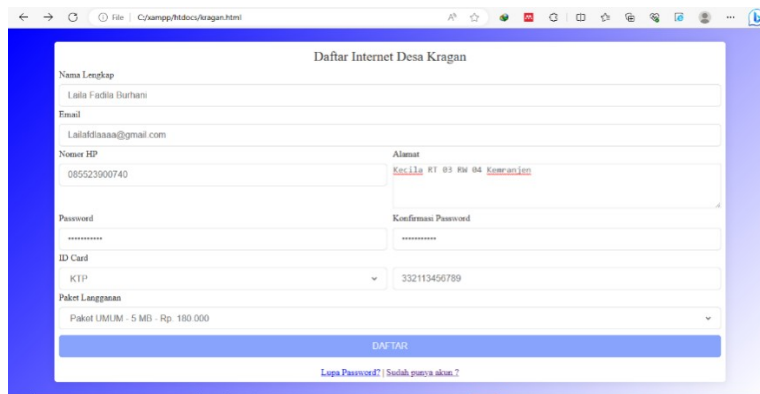 File | C:/xampp/htdocs/kragan.html
Daftar Internet Desa Kragan
Nama Lengkap
Laila Fadila Burhani
Email
Lailafdlaaaa@gmail.com
Nomer HP
Alamat
085523900740
Kecila RT 03 RW 04 Kemranjen
Password
Konfirmasi Password
•••••••••••
•••••••••••
ID Card
KTP
332113456789
Paket Langganan
Paket UMUM - 5 MB - Rp. 180.000
DAFTAR
Lupa Password? | Sudah punya akun ?